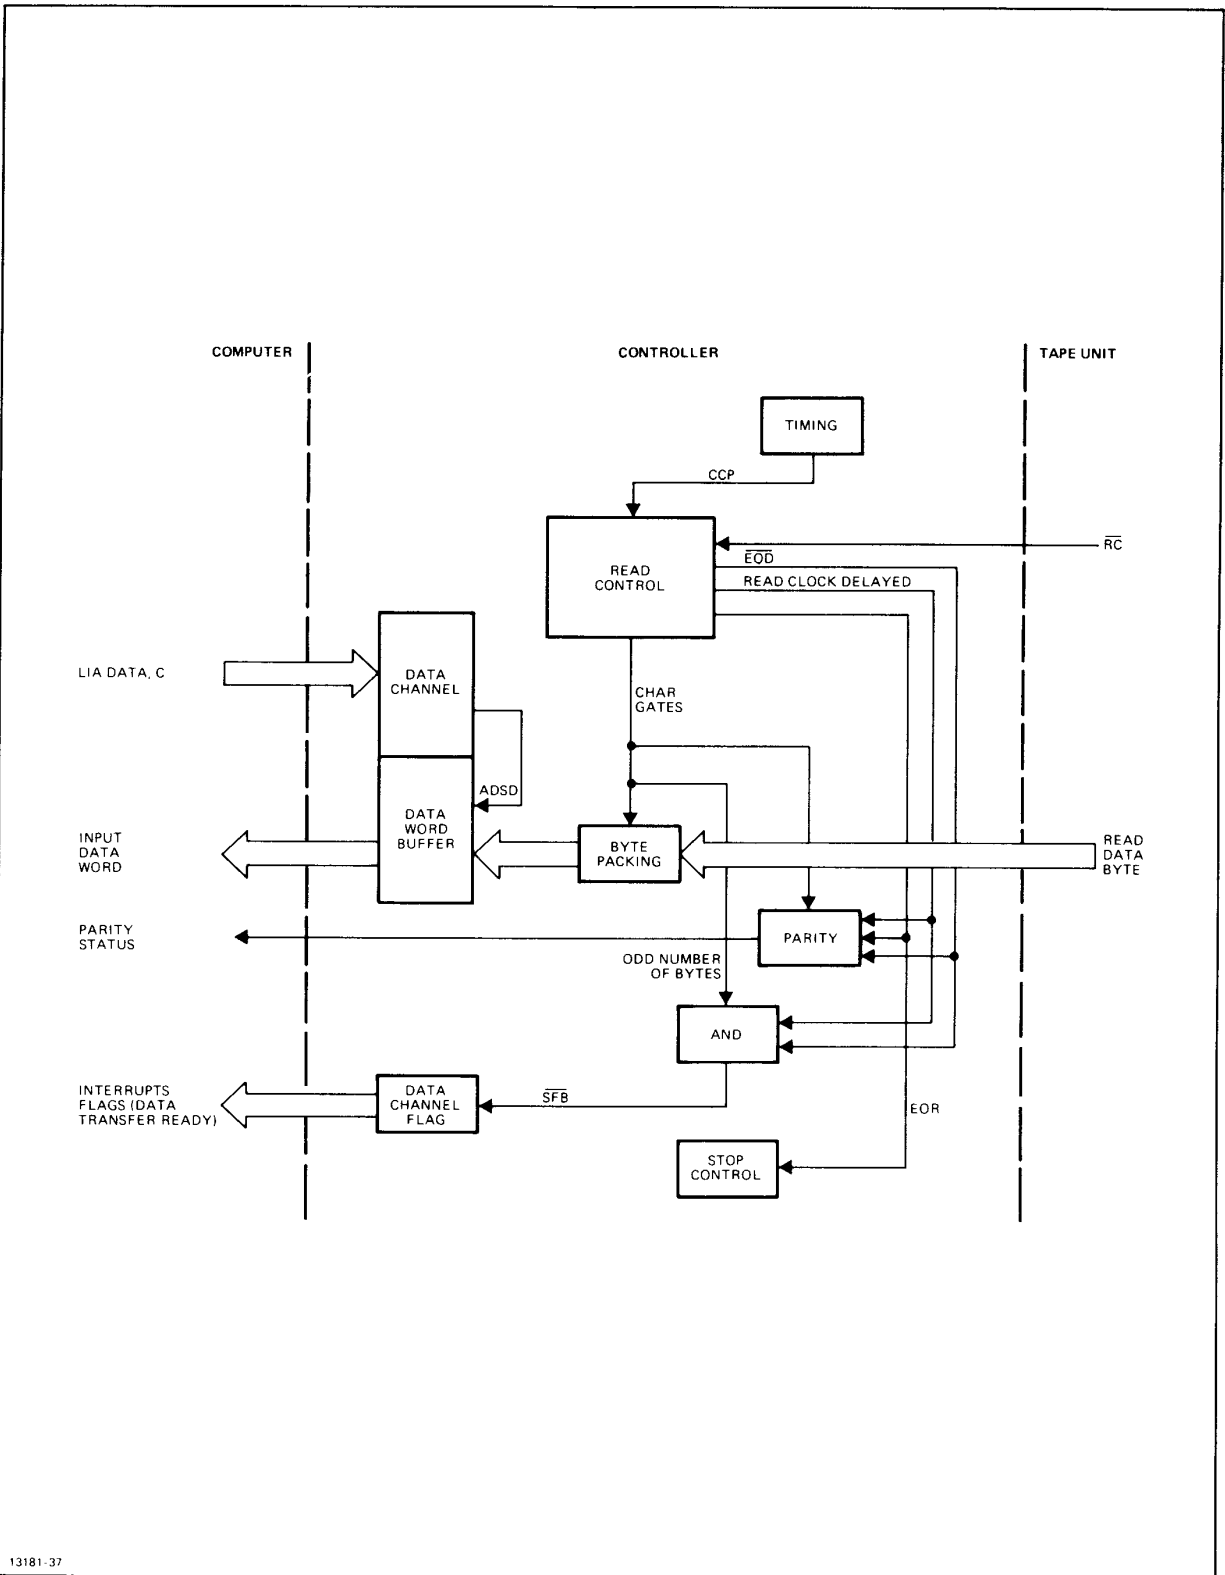 COMPUTER
CONTROLLER
TAPE UNIT
TIMING
CCP
RC
EOD
READ
CONTROL
READ CLOCK DELAYED
LIA DATA, C
DATA
CHANNEL
CHAR
GATES
ADSD
DATA
WORD
BUFFER
INPUT
DATA
WORD
BYTE
PACKING
READ
DATA
BYTE
PARITY
STATUS
PARITY
ODD NUMBER
OF BYTES
AND
INTERRUPTS
FLAGS (DATA
TRANSFER READY)
DATA
CHANNEL
FLAG
SFB
EOR
STOP
CONTROL
13181-37